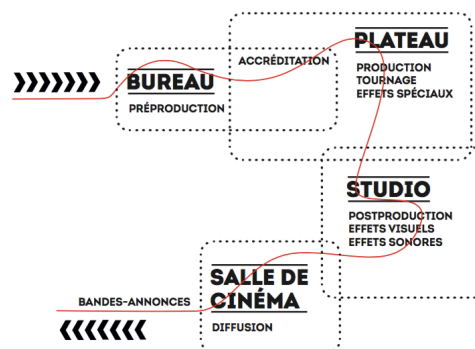 BUREAU
PRÉPRODUCTION
ACCRÉDITATION
PLATEAU
PRODUCTION
TOURNAGE
EFFETS SPÉCIAUX
STUDIO
POSTPRODUCTION
EFFETS VISUELS
EFFETS SONORES
SALLE DE
CINÉMA
DIFFUSION
BANDES-ANNONCES